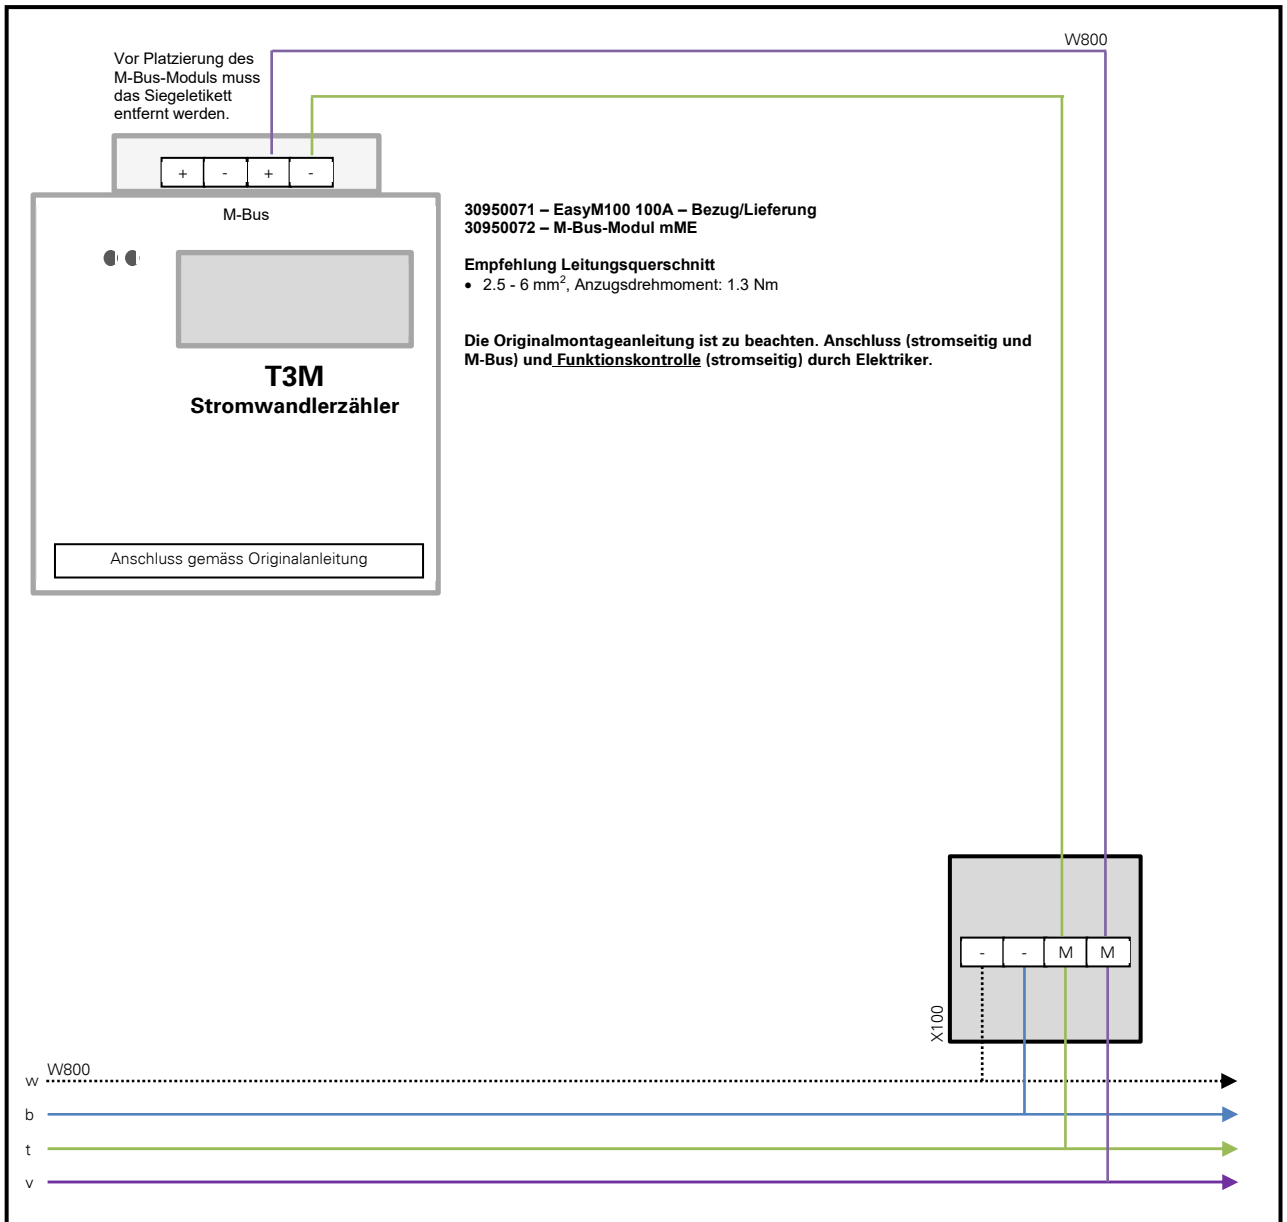 W800
Vor Platzierung des
M-Bus-Moduls muss
das Siegeletikett
entfernt werden.
+ - + -
M-Bus
30950071 – EasyM100 100A – Bezug/Lieferung
30950072 – M-Bus-Modul mME
Empfehlung Leitungsquerschnitt
• 2.5 - 6 mm², Anzugsdrehmoment: 1.3 Nm
Die Originalmontageanleitung ist zu beachten. Anschluss (stromseitig und
M-Bus) und Funktionskontrolle (stromseitig) durch Elektriker.
T3M
Stromwandlerzähler
Anschluss gemäss Originalanleitung
- - M M
X100
W800
w
b
t
v